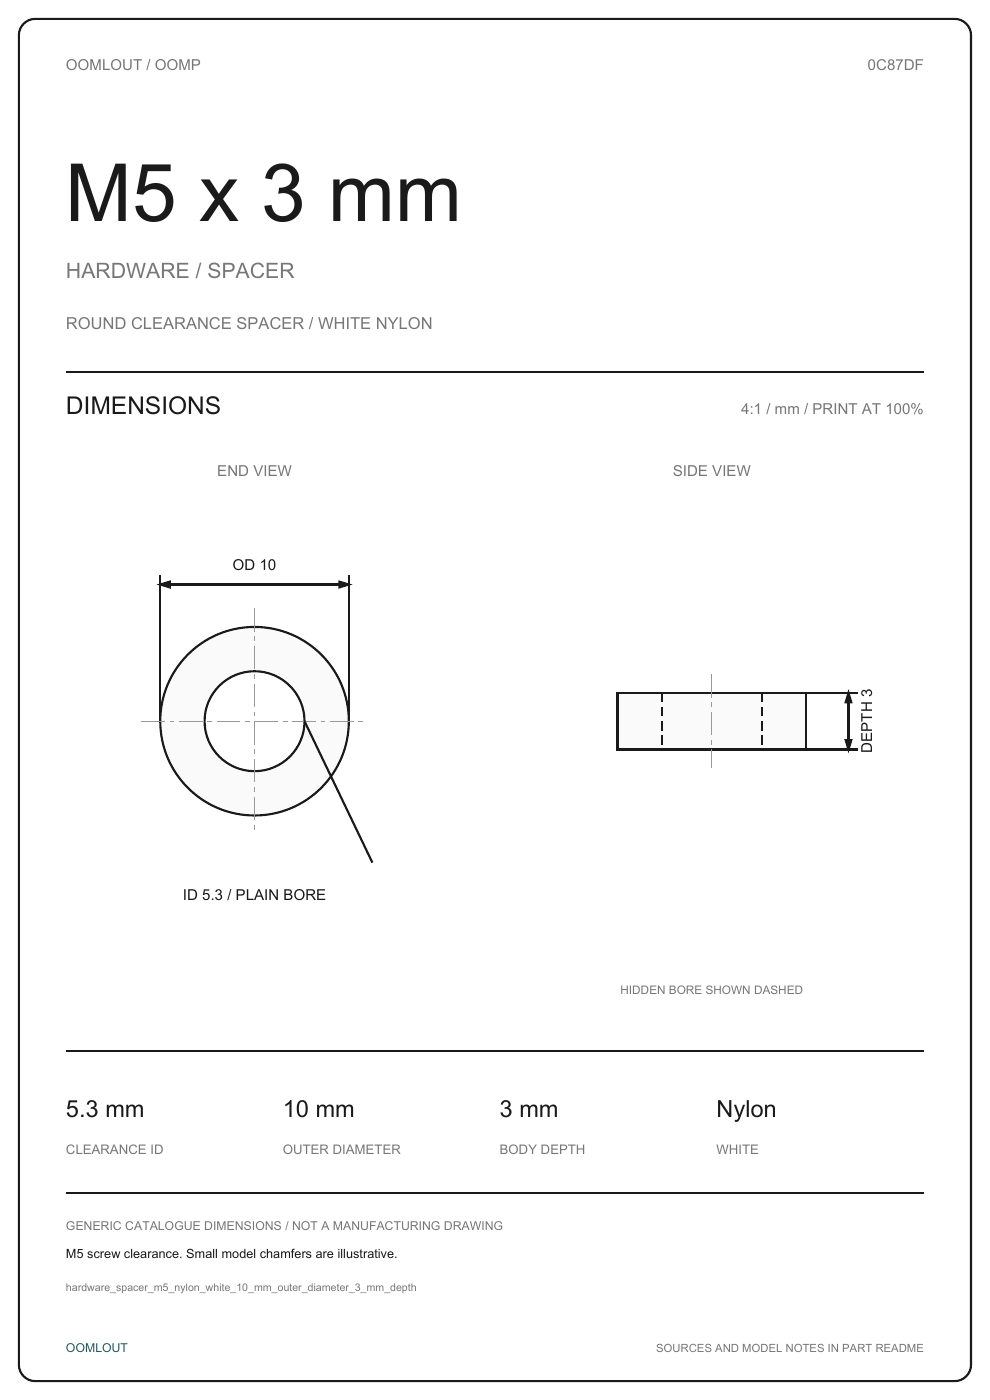 OOMLOUT / OOMP
0C87DF
M5 x 3 mm
HARDWARE / SPACER
ROUND CLEARANCE SPACER / WHITE NYLON
DIMENSIONS
4:1 / mm / PRINT AT 100%
END VIEW
SIDE VIEW
OD 10
DEPTH 3
ID 5.3 / PLAIN BORE
HIDDEN BORE SHOWN DASHED
5.3 mm
10 mm
3 mm
Nylon
CLEARANCE ID
OUTER DIAMETER
BODY DEPTH
WHITE
GENERIC CATALOGUE DIMENSIONS / NOT A MANUFACTURING DRAWING
M5 screw clearance. Small model chamfers are illustrative.
hardware_spacer_m5_nylon_white_10_mm_outer_diameter_3_mm_depth
OOMLOUT
SOURCES AND MODEL NOTES IN PART README